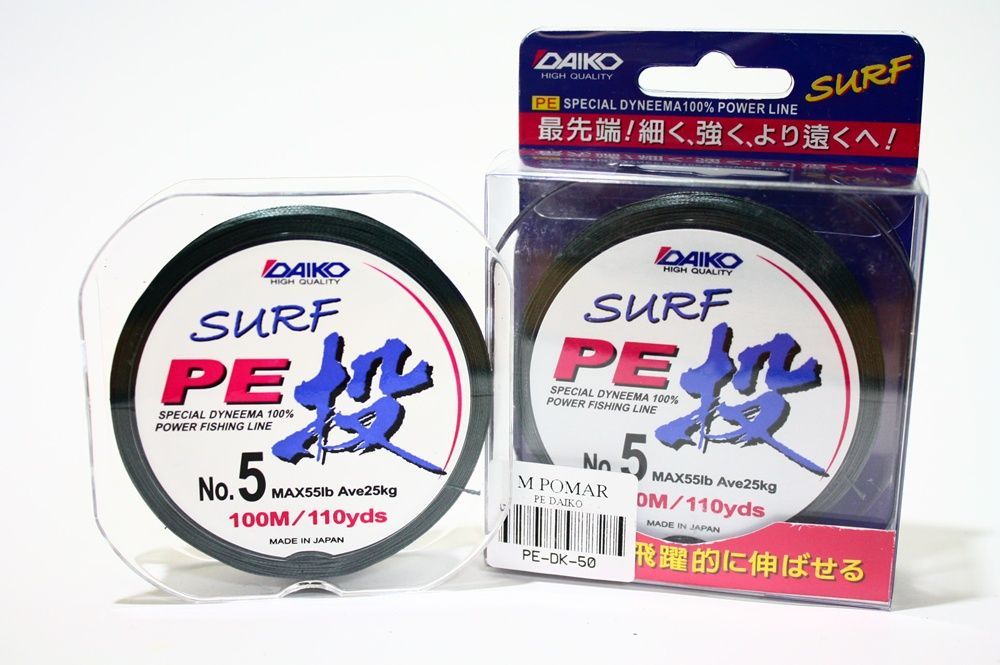 DAIKO
HIGH QUALITY
SURF
PE 投
SPECIAL DYNEEMA 100%
POWER FISHING LINE
No.5 MAX55lb Ave25kg
100M/110yds
MADE IN JAPAN
DAIKO
HIGH QUALITY
SURF
PE SPECIAL DYNEEMA100% POWER LINE
最先端!細く、強く、より遠くへ!
DAIKO
HIGH QUALITY
SURF
PE 投
SPECIAL DYNEEMA 100%
POWER FISHING LINE
No.5 MAX55lb Ave25kg
0M/110yds
MADE IN JAPAN
M POMAR
PE DAIKO
PE-DK-50
飛躍的に伸ばせる